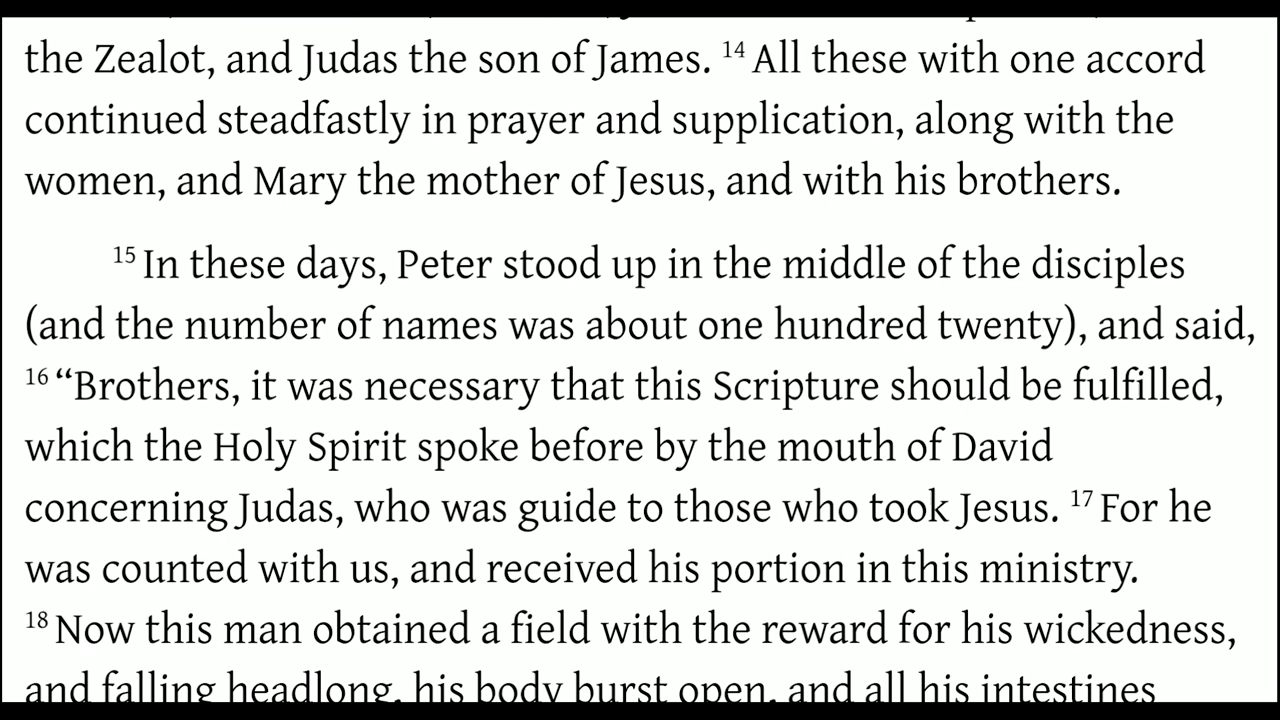 the Zealot, and Judas the son of James. 14 All these with one accord
continued steadfastly in prayer and supplication, along with the
women, and Mary the mother of Jesus, and with his brothers.
15 In these days, Peter stood up in the middle of the disciples
(and the number of names was about one hundred twenty), and said,
16 “Brothers, it was necessary that this Scripture should be fulfilled,
which the Holy Spirit spoke before by the mouth of David
concerning Judas, who was guide to those who took Jesus. 17 For he
was counted with us, and received his portion in this ministry.
18 Now this man obtained a field with the reward for his wickedness,
and falling headlong, his body burst open, and all his intestines